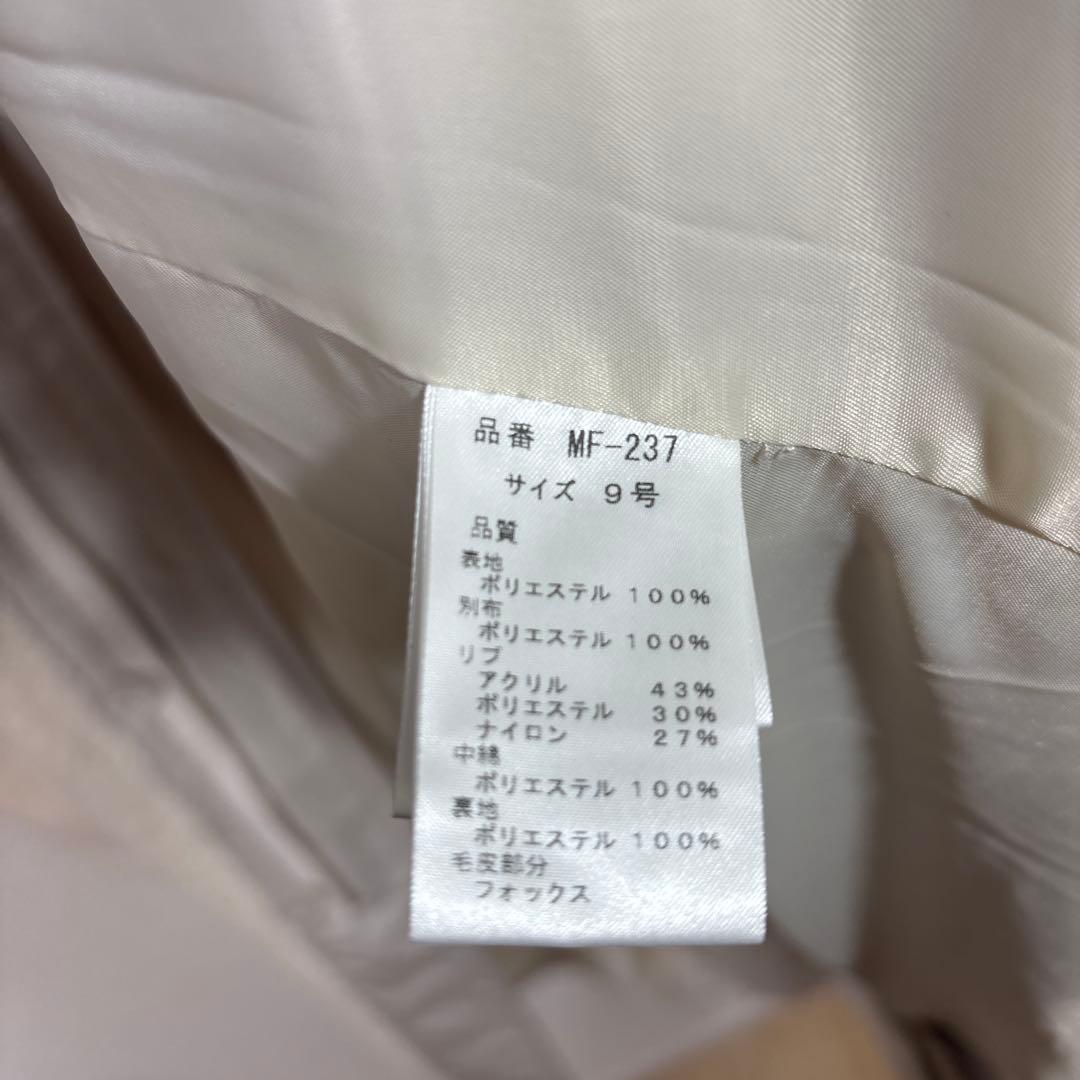 品番 MF-237
サイズ 9号
品質
表地
ポリエステル 100%
別布
ポリエステル 100%
リブ
アクリル 43%
ポリエステル 30%
ナイロン 27%
中綿
ポリエステル 100%
裏地
ポリエステル 100%
毛皮部分
フォックス